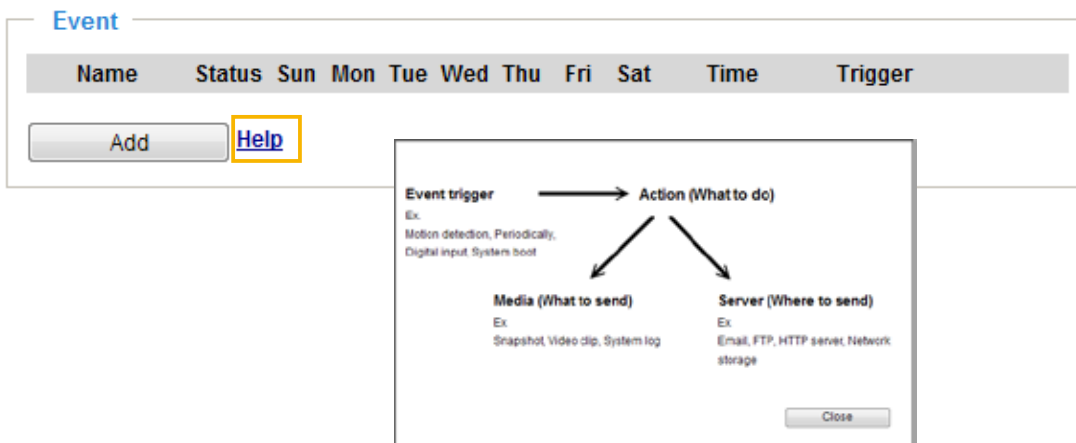 Event
Name Status Sun Mon Tue Wed Thu Fri Sat Time Trigger
Add Help
Event trigger
Ex.
Motion detection, Periodically,
Digital input, System boot
Action (What to do)
Media (What to send)
Ex
Snapshot, Video clip, System log
Server (Where to send)
Ex
Email, FTP, HTTP server, Network
storage
Close